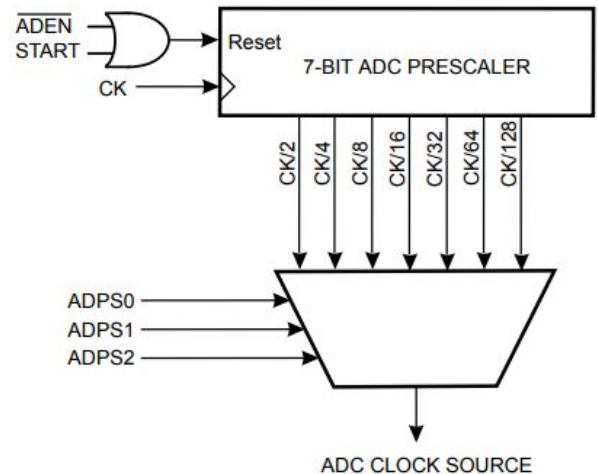 ADEN
START
CK
Reset
7-BIT ADC PRESCALER
CK/2
CK/4
CK/8
CK/16
CK/32
CK/64
CK/128
ADPS0
ADPS1
ADPS2
ADC CLOCK SOURCE